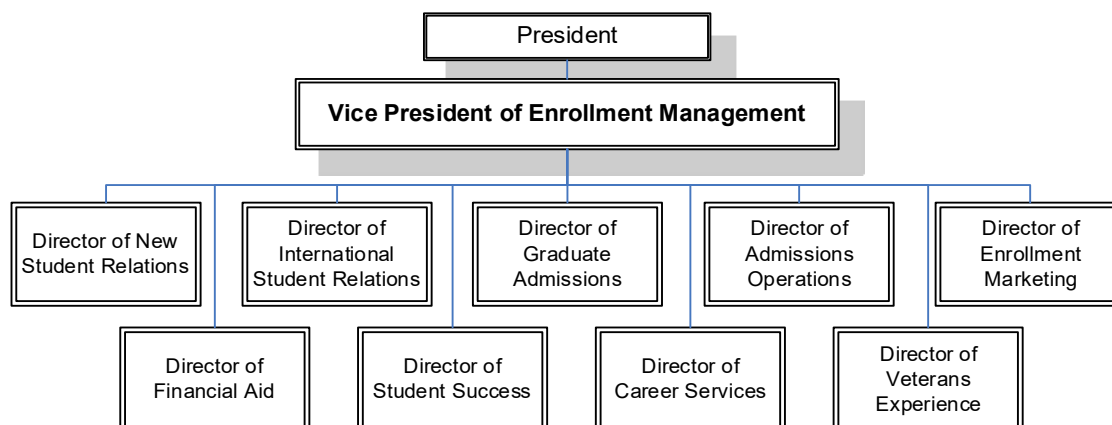 President
Vice President of Enrollment Management
Director of New
Student Relations
Director of
International
Student Relations
Director of
Graduate
Admissions
Director of
Admissions
Operations
Director of
Enrollment
Marketing
Director of
Financial Aid
Director of
Student Success
Director of
Career Services
Director of
Veterans
Experience